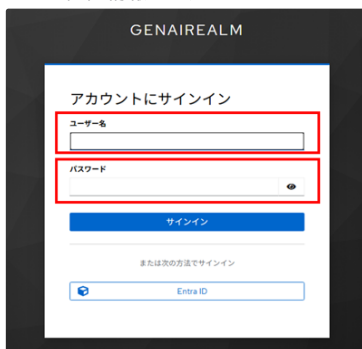 GENAIREALM
アカウントにサインイン
ユーザー名
パスワード
サインイン
または次の方法でサインイン
Entra ID